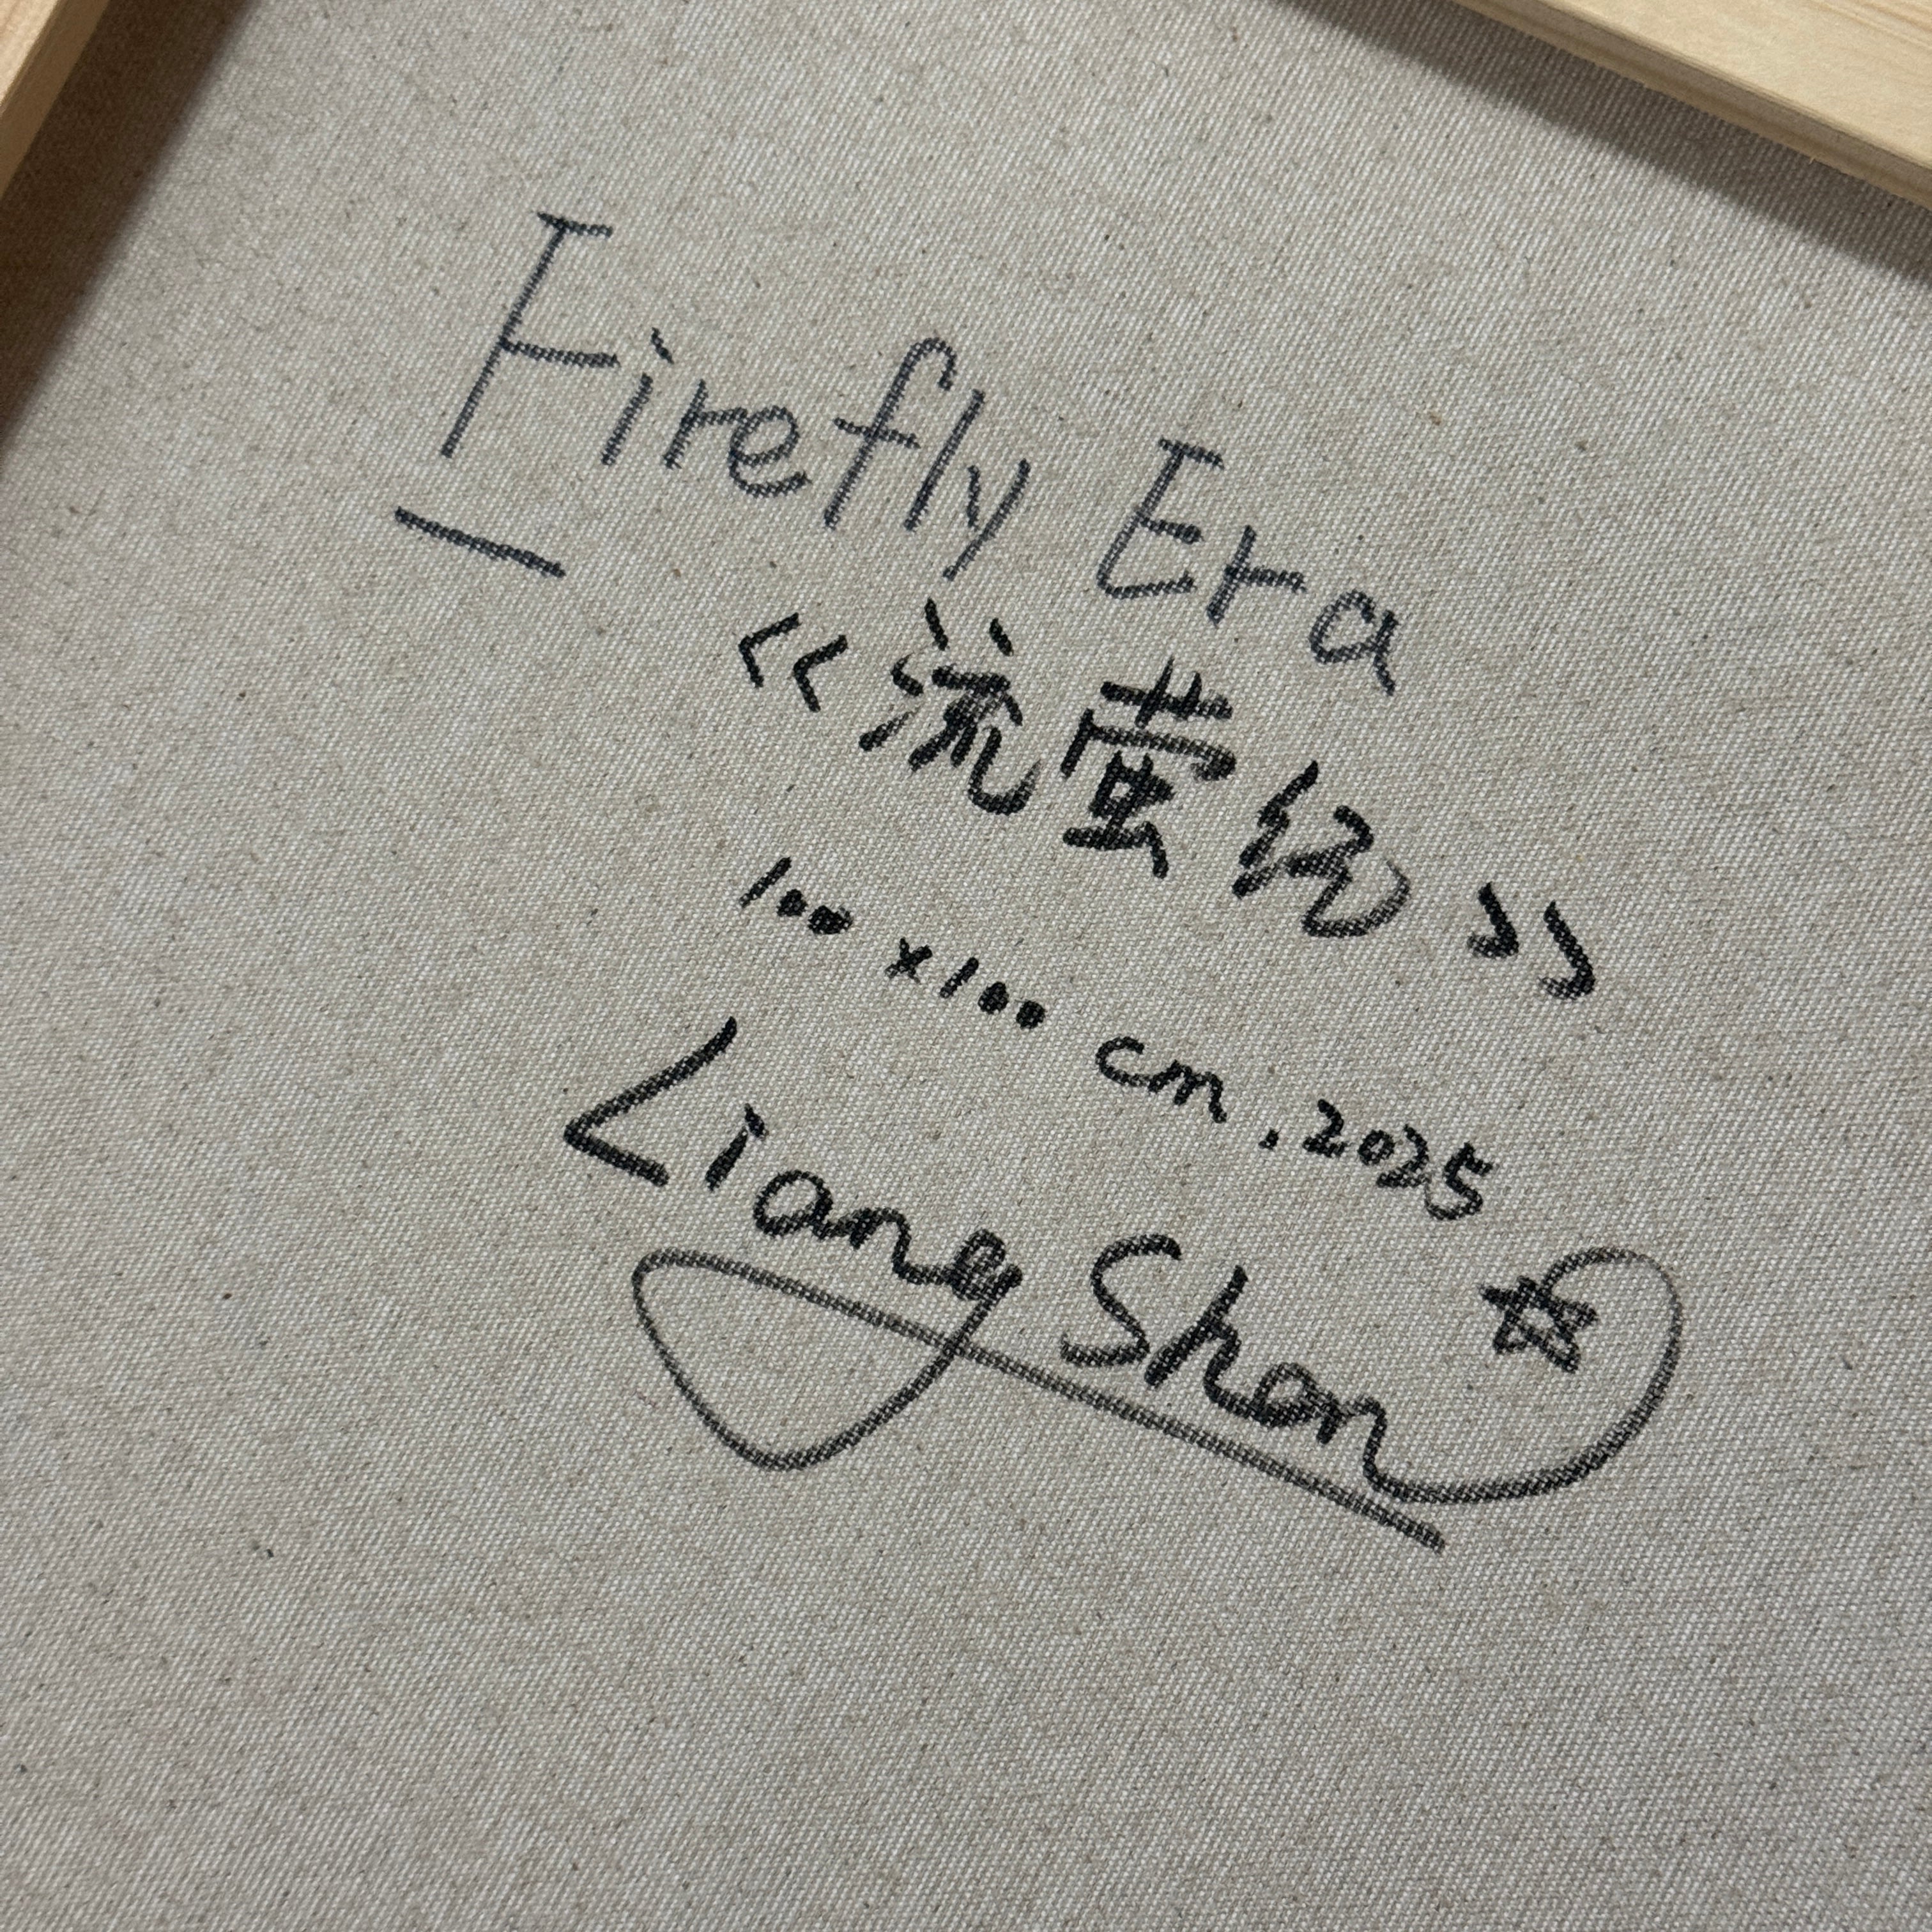 Firefly Era
《流萤纪》
100 x 100 cm . 2025
Liang Shan